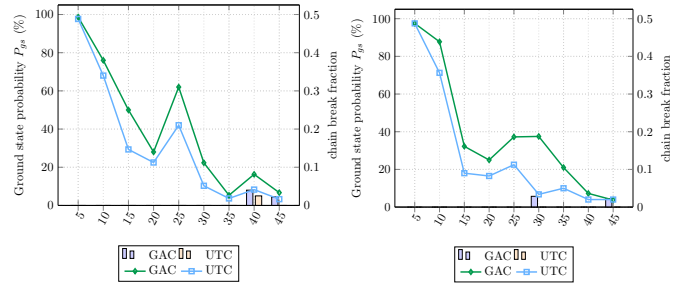 Ground state probability Pgs (%)
100
80
60
40
20
0
0.5
0.4
0.3
0.2
0.1
0
chain break fraction
5 10 15 20 25 30 35 40 45
GAC UTC
GAC UTC
Ground state probability Pgs (%)
100
80
60
40
20
0
0.5
0.4
0.3
0.2
0.1
0
chain break fraction
5 10 15 20 25 30 35 40 45
GAC UTC
GAC UTC